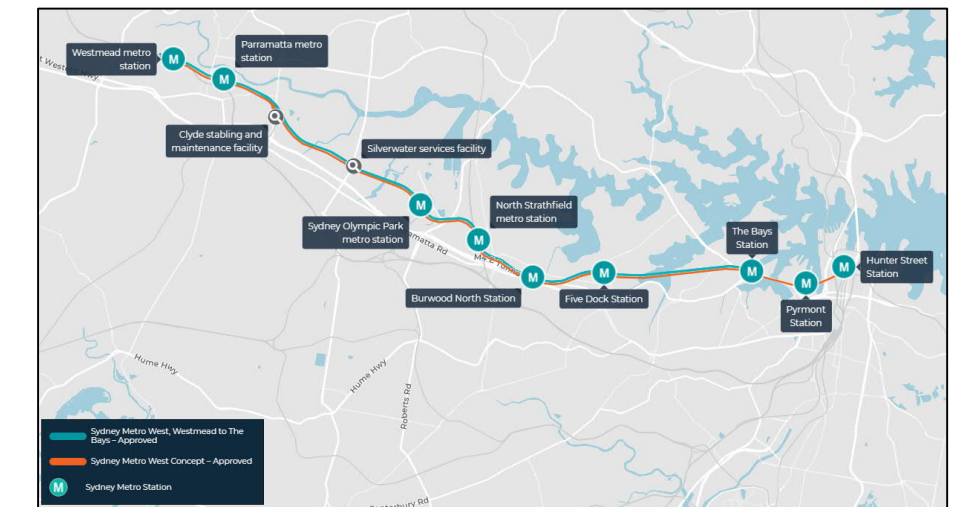 Westmead metro
station
Parramatta metro
station
M
M
Clyde stabling and
maintenance facility
Silverwater services facility
M
Sydney Olympic Park
metro station
North Strathfield
metro station
M
M
Burwood North Station
M
Five Dock Station
The Bays
Station
M
M
Pyrmont
Station
M
Hunter Street
Station
Hume Hwy
Hume Hwy
Roberts Rd
Sydney Metro West, Westmead to The
Bays – Approved
Sydney Metro West Concept – Approved
M Sydney Metro Station